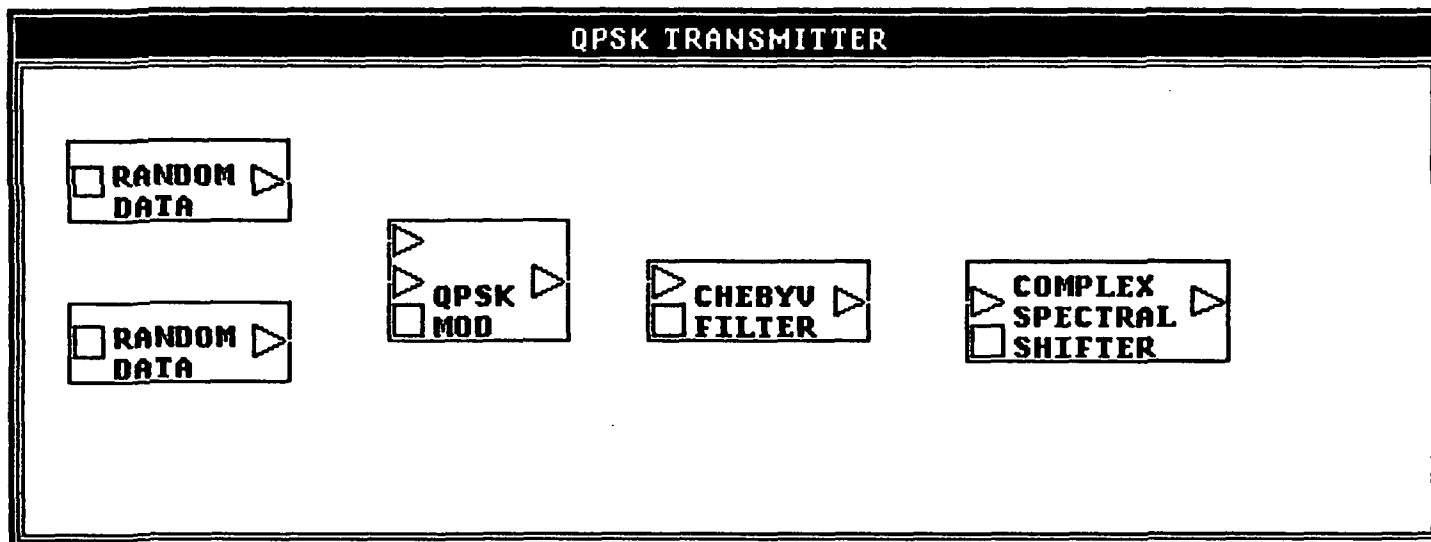 QPSK TRANSMITTER
RANDOM
DATA
RANDOM
DATA
QPSK
MOD
CHEBYV
FILTER
COMPLEX
SPECTRAL
SHIFTER